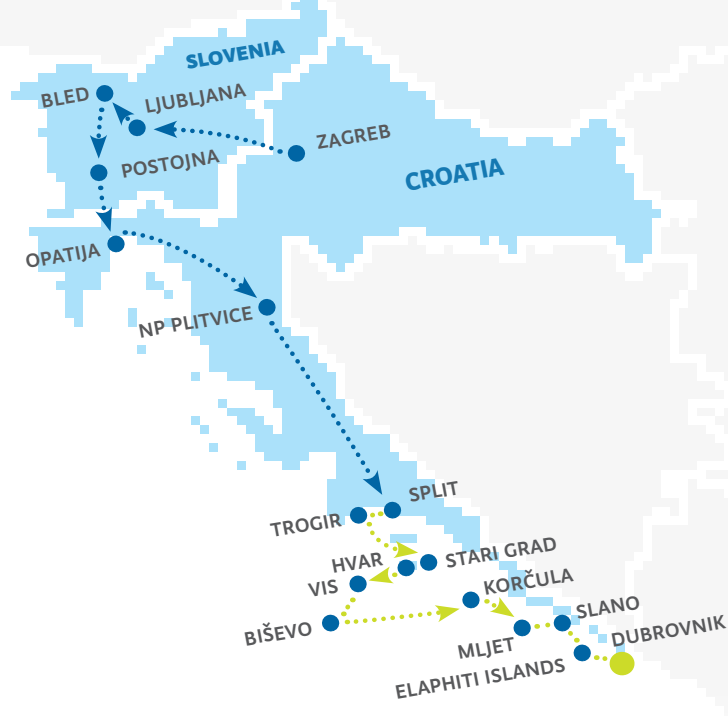 SLOVENIA
BLED
LJUBLJANA
ZAGREB
POSTOJNA
CROATIA
OPATIJA
NP PLITVICE
SPLIT
TROGIR
HVAR
STARI GRAD
VIS
KORČULA
BIŠEVO
SLANO
MLJET
DUBROVNIK
ELAPHITI ISLANDS